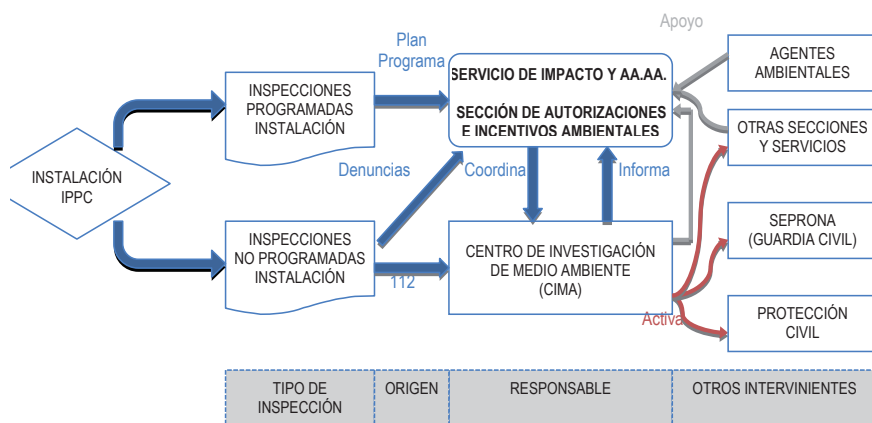 Apoyo
Plan
Programa
INSPECCIONES
PROGRAMADAS
INSTALACIÓN
SERVICIO DE IMPACTO Y AA.AA.
SECCIÓN DE AUTORIZACIONES
E INCENTIVOS AMBIENTALES
AGENTES
AMBIENTALES
OTRAS SECCIONES
Y SERVICIOS
INSTALACIÓN
IPPC
Denuncias
Coordina
Informa
INSPECCIONES
NO PROGRAMADAS
INSTALACIÓN
112
CENTRO DE INVESTIGACIÓN
DE MEDIO AMBIENTE
(CIMA)
SEPRONA
(GUARDIA CIVIL)
Activa
PROTECCIÓN
CIVIL
TIPO DE
INSPECCIÓN
ORIGEN
RESPONSABLE
OTROS INTERVINIENTES